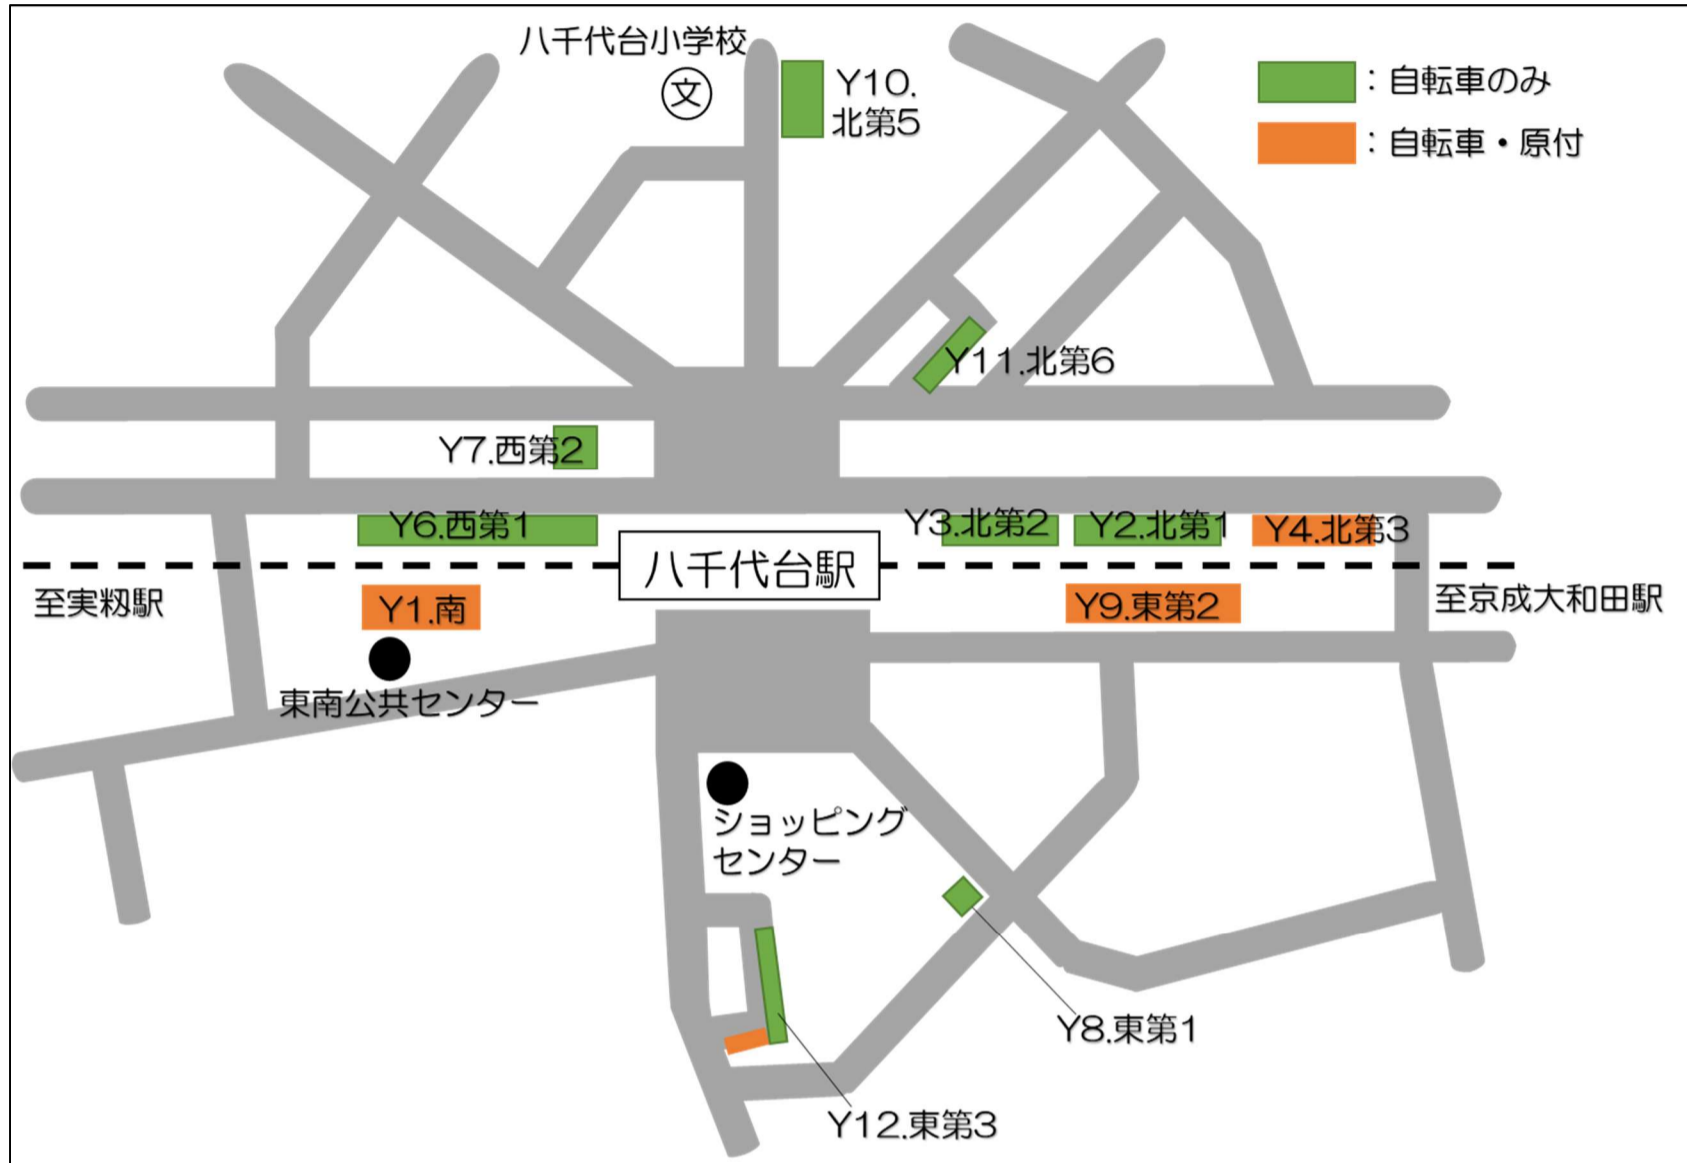 八千代台小学校
文
Y10.
北第5
：自転車のみ
：自転車・原付
Y11.北第6
Y7.西第2
Y6.西第1
Y3.北第2
Y2.北第1
Y4.北第3
八千代台駅
至実籾駅
Y1.南
Y9.東第2
至京成大和田駅
東南公共センター
ショッピング
センター
Y8.東第1
Y12.東第3